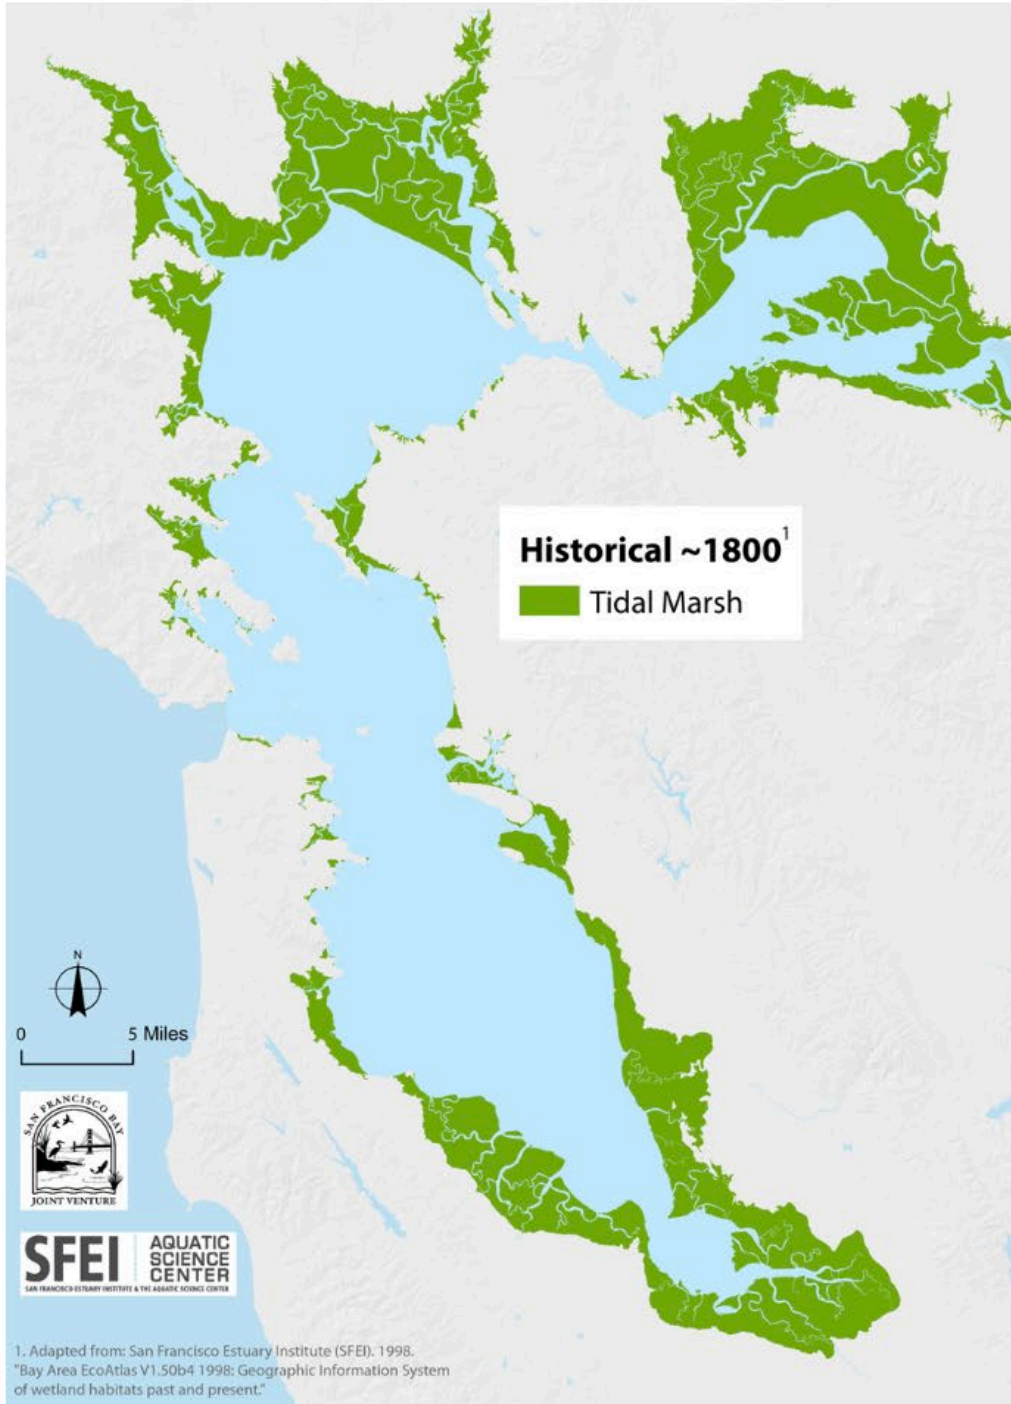 Historical ~1800¹
Tidal Marsh
N
0 5 Miles
SAN FRANCISCO BAY
JOINT VENTURE
SFEI AQUATIC
SCIENCE
CENTER
SAN FRANCISCO ESTUARY INSTITUTE & THE AQUATIC SCIENCE CENTER
1. Adapted from: San Francisco Estuary Institute (SFEI). 1998.
"Bay Area EcoAtlas V1.50b4 1998: Geographic Information System
of wetland habitats past and present."